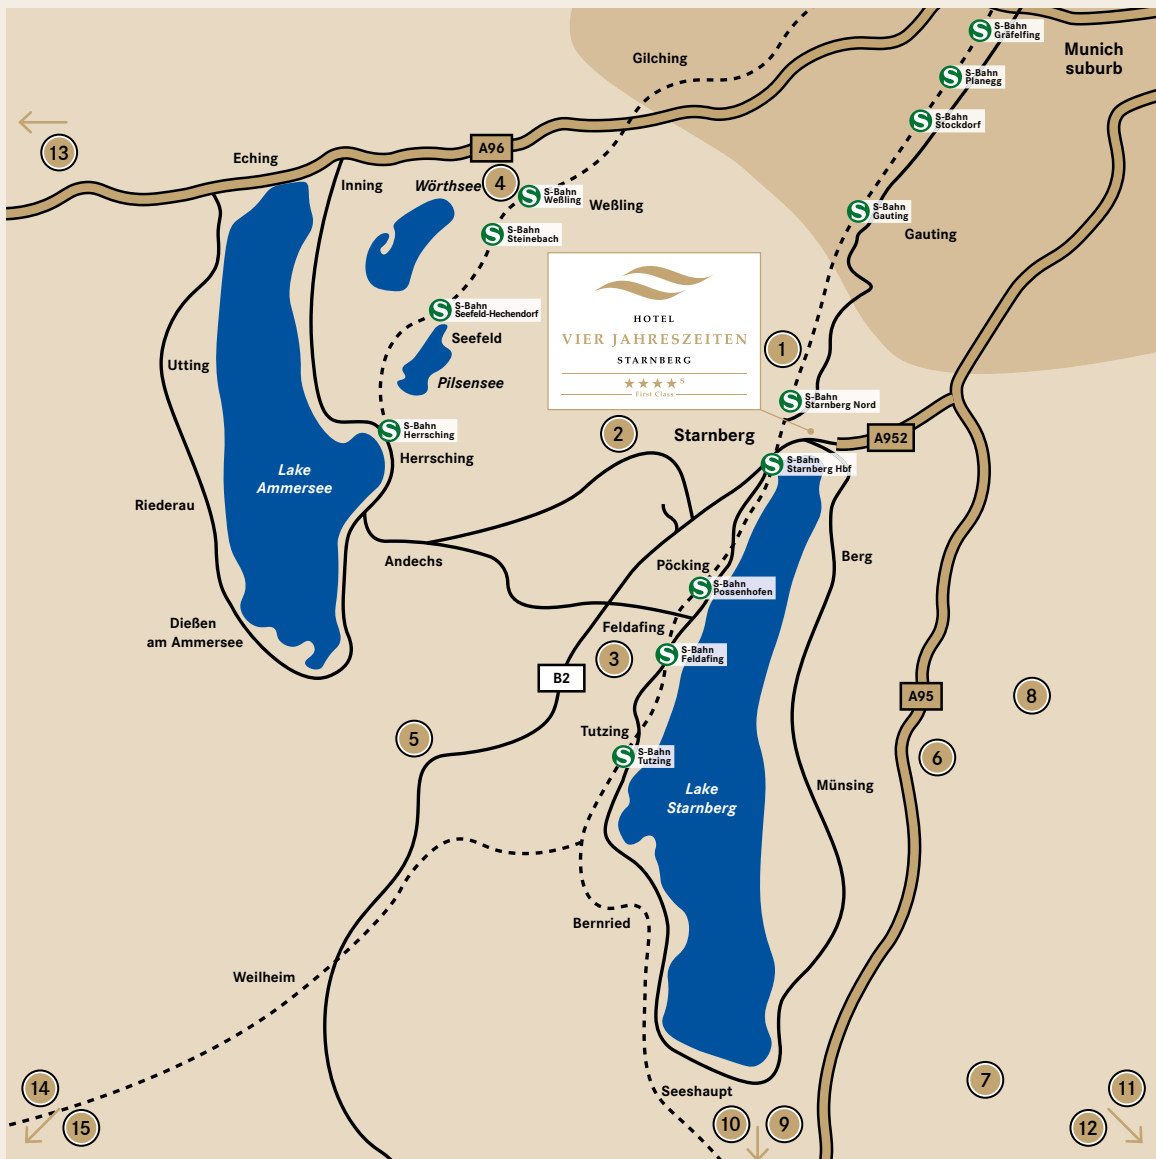 S-Bahn
Gräfelfing
Munich
suburb
Gilching
S-Bahn
Planegg
S-Bahn
Stockdorf
13
A96
Eching
Inning
Wörthsee
4
S-Bahn
Weßling
Weßling
S-Bahn
Steinebach
S-Bahn
Gauting
Gauting
HOTEL
VIER JAHRESZEITEN
STARNBERG
★★★★S
First Class
1
S-Bahn
Seefeld-Hechendorf
Seefeld
Pilsensee
Utting
S-Bahn
Starnberg Nord
S-Bahn
Herrsching
Herrsching
2
Starnberg
A952
S-Bahn
Starnberg Hbf
Lake
Ammersee
Riederau
Andechs
Berg
Pöcking
S-Bahn
Possenhofen
Dießen
am Ammersee
Feldafing
S-Bahn
Feldafing
3
B2
A95
8
5
Tutzing
S-Bahn
Tutzing
6
Lake
Starnberg
Münsing
Bernried
Weilheim
Seeshaupt
7
14
15
10
9
11
12